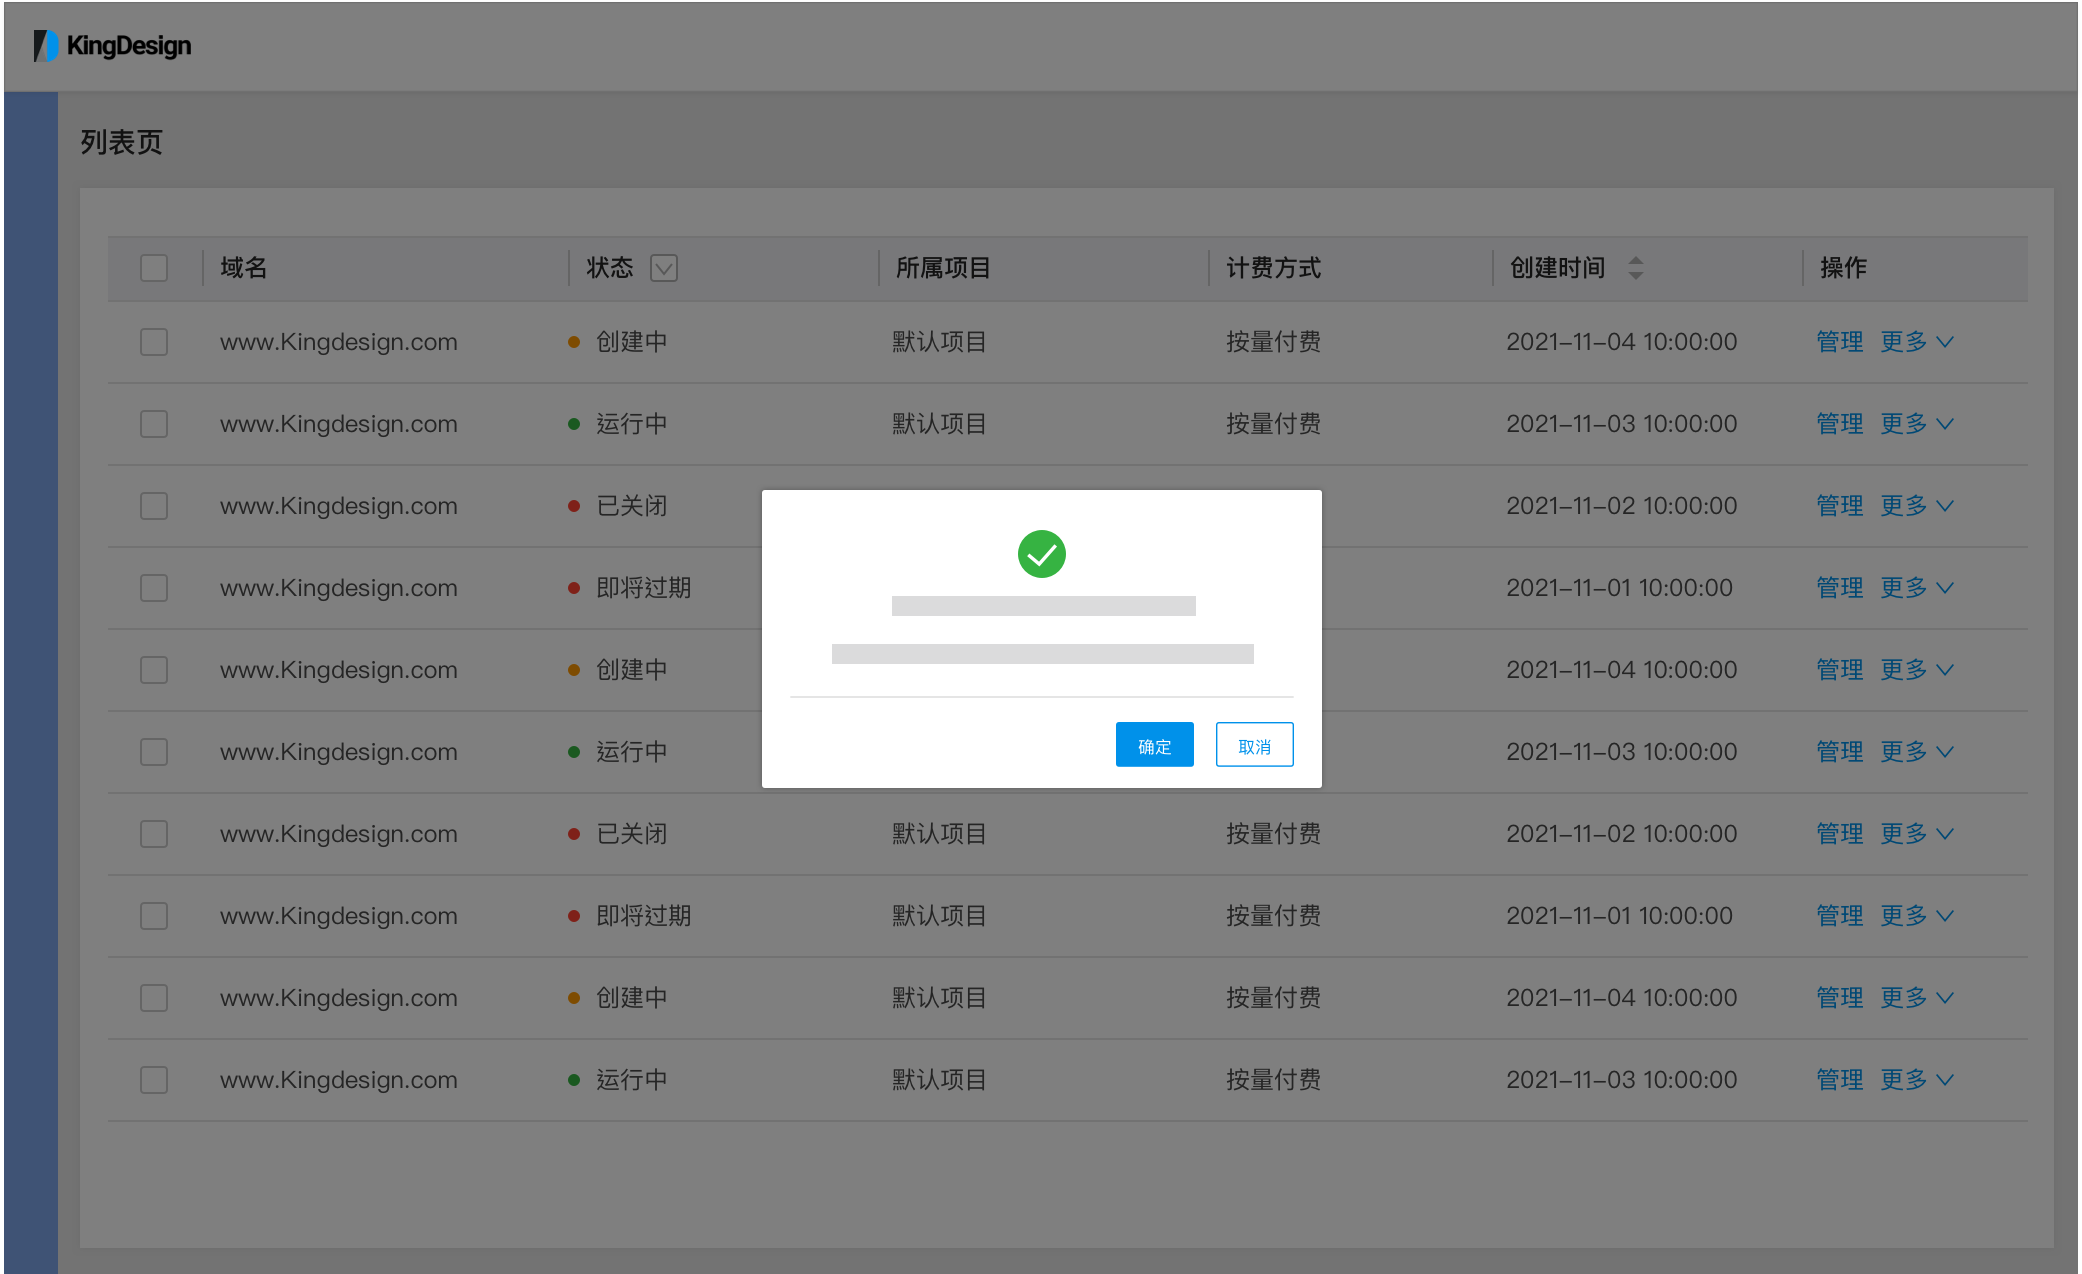 KingDesign
列表页
域名 状态 所属项目 计费方式 创建时间 操作
www.Kingdesign.com 创建中 默认项目 按量付费 2021-11-04 10:00:00 管理 更多
www.Kingdesign.com 运行中 默认项目 按量付费 2021-11-03 10:00:00 管理 更多
www.Kingdesign.com 已关闭 2021-11-02 10:00:00 管理 更多
www.Kingdesign.com 即将过期 2021-11-01 10:00:00 管理 更多
www.Kingdesign.com 创建中 2021-11-04 10:00:00 管理 更多
www.Kingdesign.com 运行中 2021-11-03 10:00:00 管理 更多
确定 取消
www.Kingdesign.com 已关闭 默认项目 按量付费 2021-11-02 10:00:00 管理 更多
www.Kingdesign.com 即将过期 默认项目 按量付费 2021-11-01 10:00:00 管理 更多
www.Kingdesign.com 创建中 默认项目 按量付费 2021-11-04 10:00:00 管理 更多
www.Kingdesign.com 运行中 默认项目 按量付费 2021-11-03 10:00:00 管理 更多